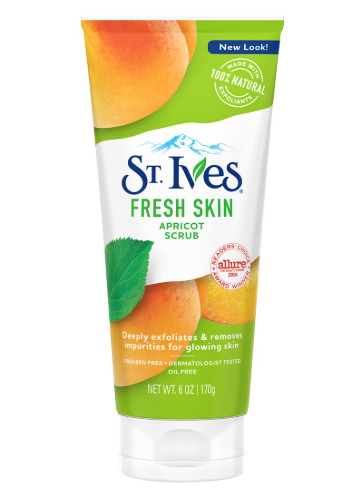 New Look!
MADE WITH
100% NATURAL
EXFOLIANTS
ST. IVES
FRESH SKIN
APRICOT
SCRUB
READERS' CHOICE
allure
AWARD WINNER
Deeply exfoliates & removes
impurities for glowing skin
PARABEN FREE • DERMATOLOGIST TESTED
OIL FREE
NET WT. 6 OZ | 170g